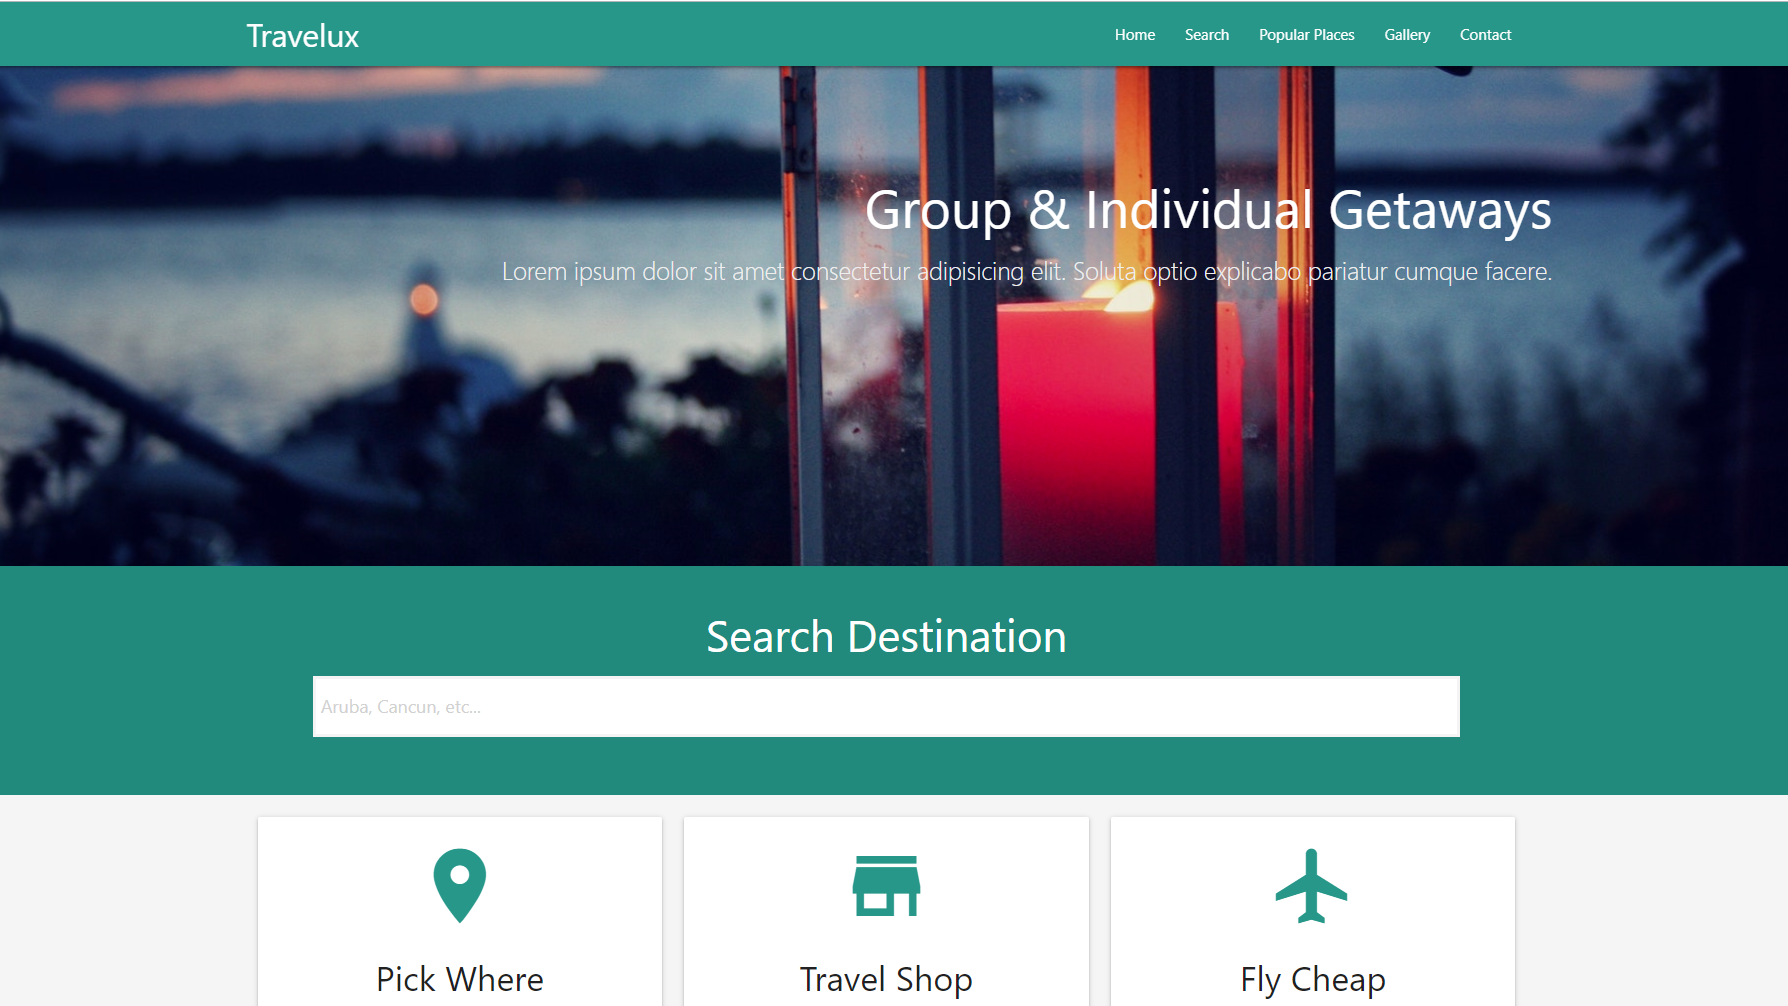 Travelux
Home Search Popular Places Gallery Contact
Group & Individual Getaways
Lorem ipsum dolor sit amet consectetur adipisicing elit. Soluta optio explicabo pariatur cumque facere.
Search Destination
Aruba, Cancun, etc...
Pick Where
Travel Shop
Fly Cheap